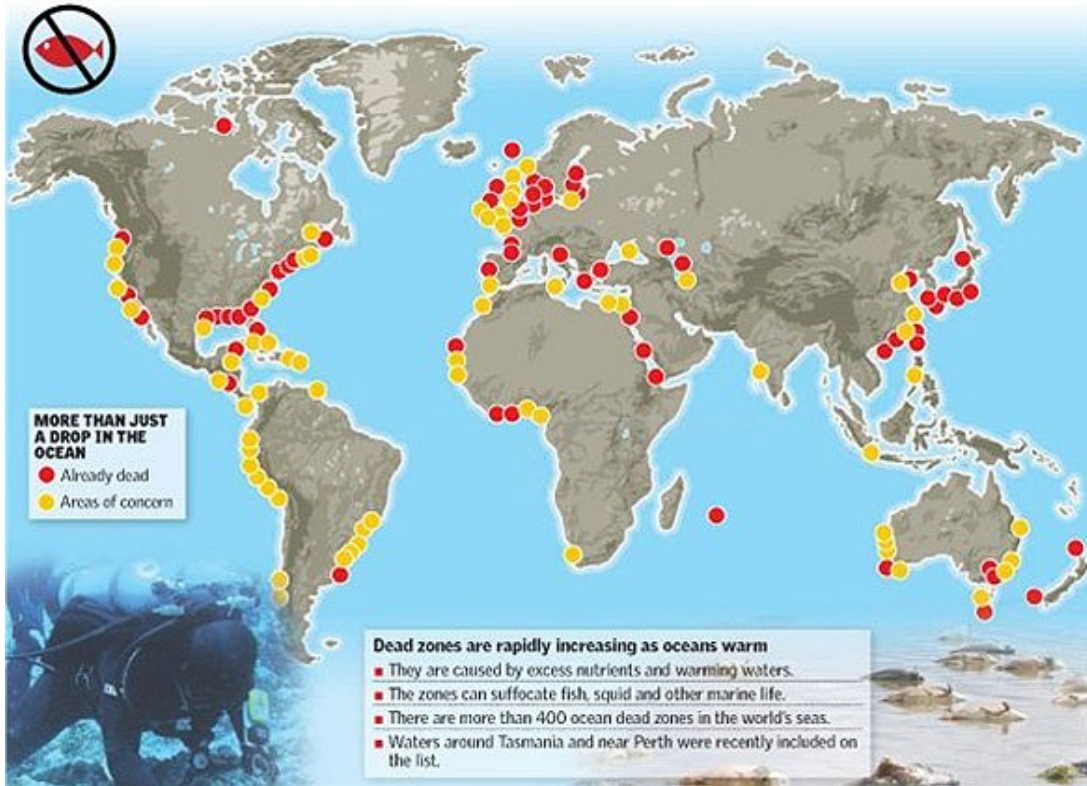 MORE THAN JUST
A DROP IN THE
OCEAN
Already dead
Areas of concern
Dead zones are rapidly increasing as oceans warm
They are caused by excess nutrients and warming waters.
The zones can suffocate fish, squid and other marine life.
There are more than 400 ocean dead zones in the world's seas.
Waters around Tasmania and near Perth were recently included on
the list.